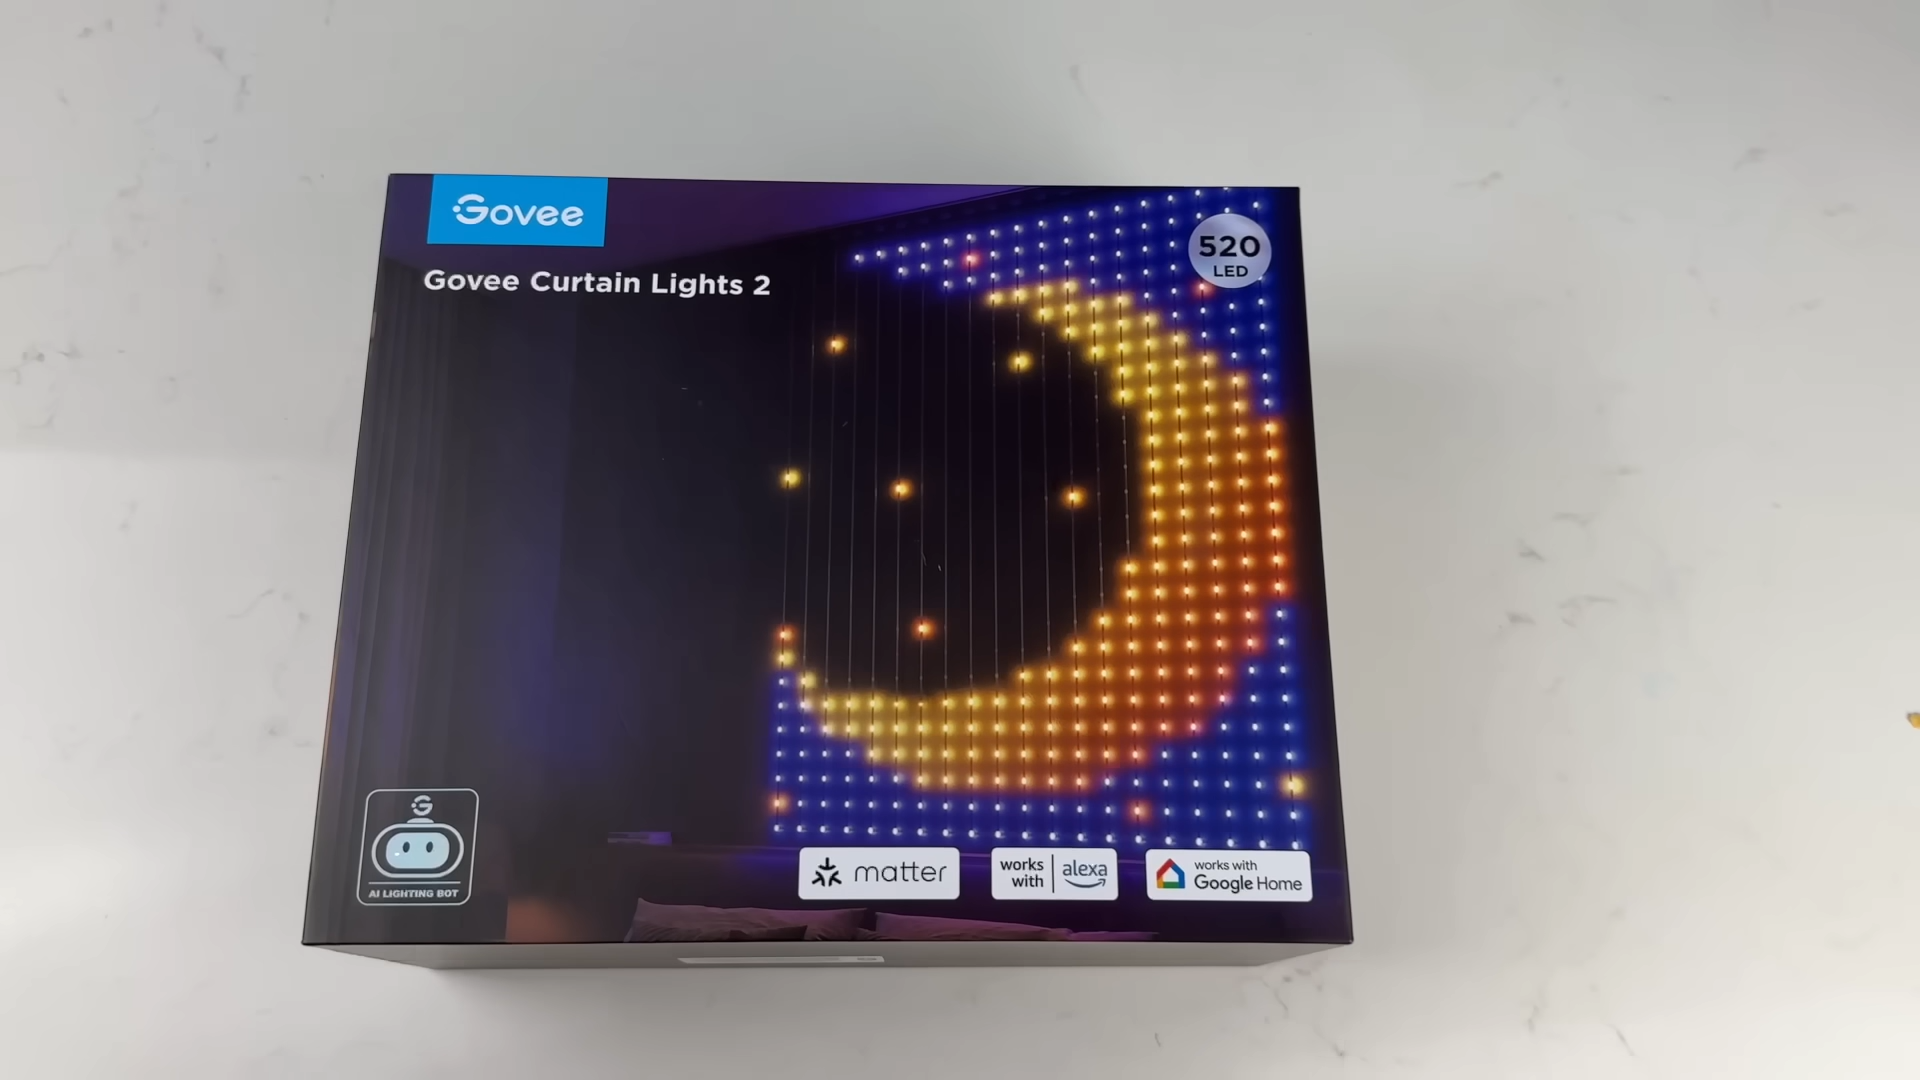 Govee
520
LED
Govee Curtain Lights 2
AI LIGHTING BOT
matter
works with alexa
works with
Google Home